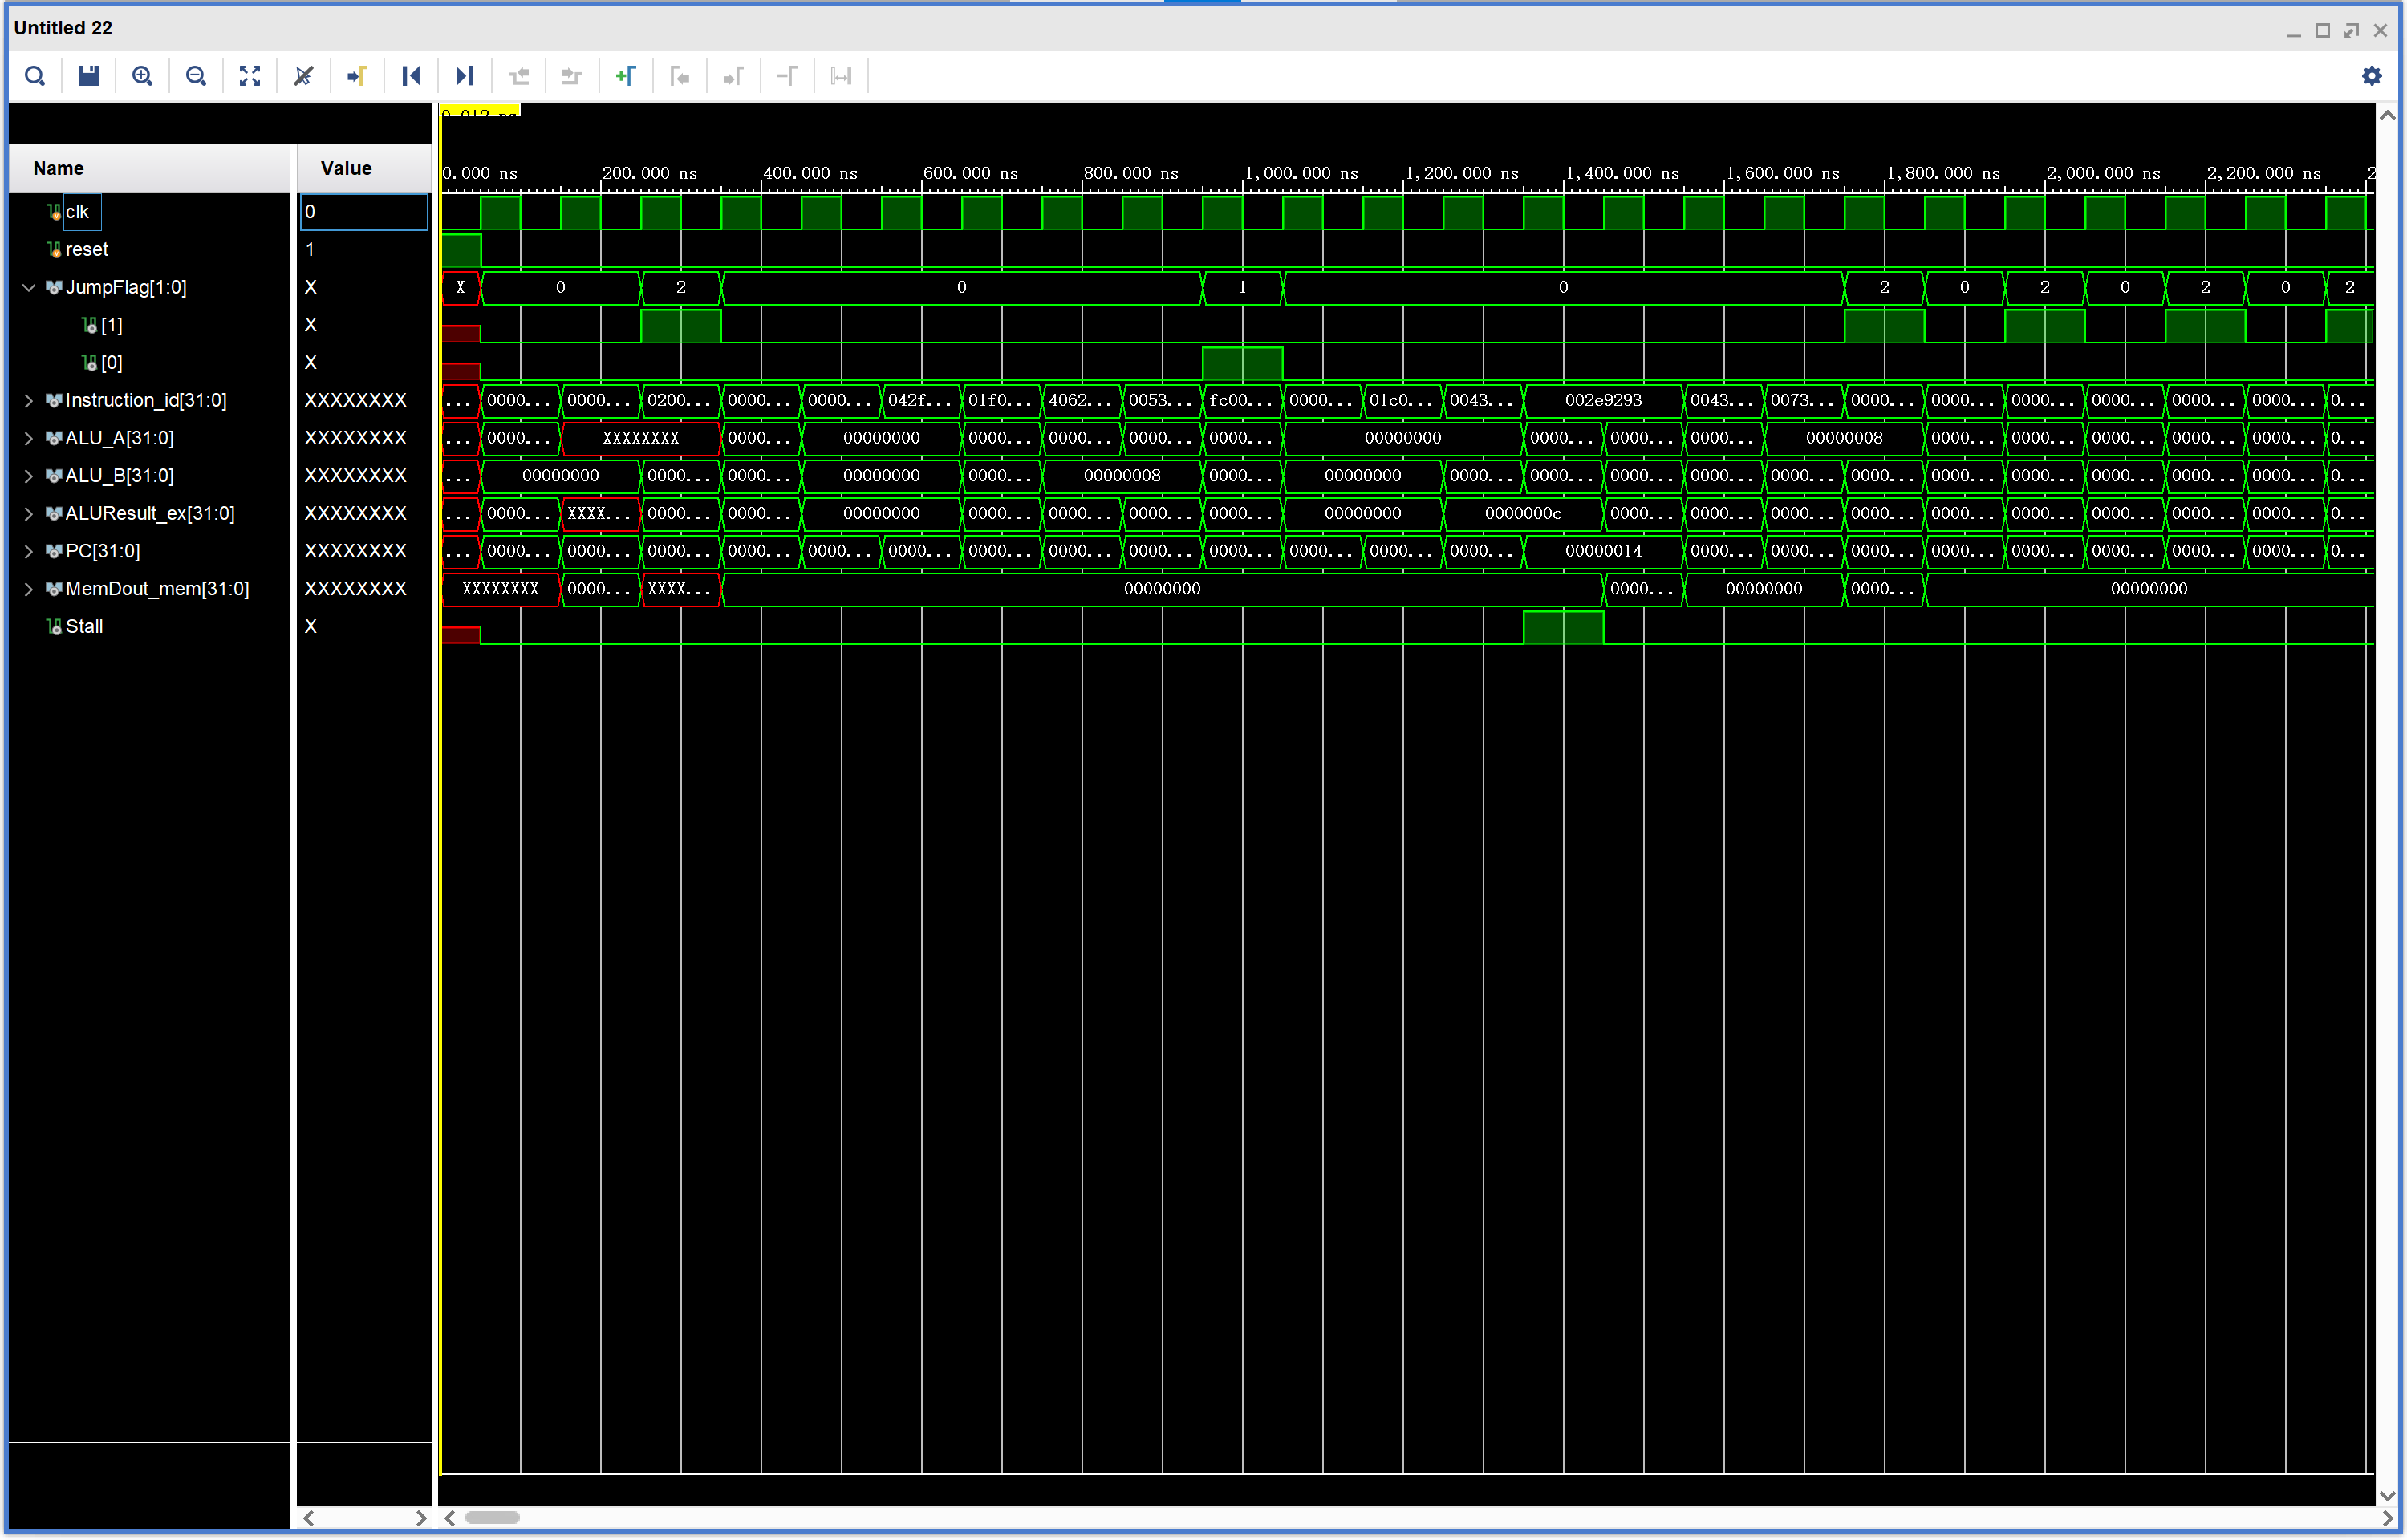 Untitled 22
0.012 ns
Name Value
0.000 ns 200.000 ns 400.000 ns 600.000 ns 800.000 ns 1,000.000 ns 1,200.000 ns 1,400.000 ns 1,600.000 ns 1,800.000 ns 2,000.000 ns 2,200.000 ns 2
clk 0
reset 1
JumpFlag[1:0] X X 0 2 0 1 0 2 0 2 0 2 0 2
[1] X
[0] X
Instruction_id[31:0] XXXXXXXX ... 0000... 0000... 0200... 0000... 0000... 042f... 01f0... 4062... 0053... fc00... 0000... 01c0... 0043... 002e9293 0043... 0073... 0000... 0000... 0000... 0000... 0000... 0000... 0...
ALU_A[31:0] XXXXXXXX ... 0000... XXXXXXXX 0000... 00000000 0000... 0000... 0000... 0000... 00000000 0000... 0000... 0000... 00000008 0000... 0000... 0000... 0000... 0000... 0...
ALU_B[31:0] XXXXXXXX ... 00000000 0000... 0000... 00000000 0000... 00000008 0000... 00000000 0000... 0000... 0000... 0000... 0000... 0000... 0000... 0000... 0000... 0000... 0000... 0...
ALUResult_ex[31:0] XXXXXXXX ... 0000... XXXX... 0000... 0000... 00000000 0000... 0000... 0000... 0000... 00000000 0000000c 0000... 0000... 0000... 0000... 0000... 0000... 0000... 0000... 0000... 0...
PC[31:0] XXXXXXXX ... 0000... 0000... 0000... 0000... 0000... 0000... 0000... 0000... 0000... 0000... 0000... 0000... 0000... 00000014 0000... 0000... 0000... 0000... 0000... 0000... 0000... 0000... 0...
MemDout_mem[31:0] XXXXXXXX XXXXXXXX 0000... XXXX... 00000000 0000... 00000000 0000... 00000000
Stall X